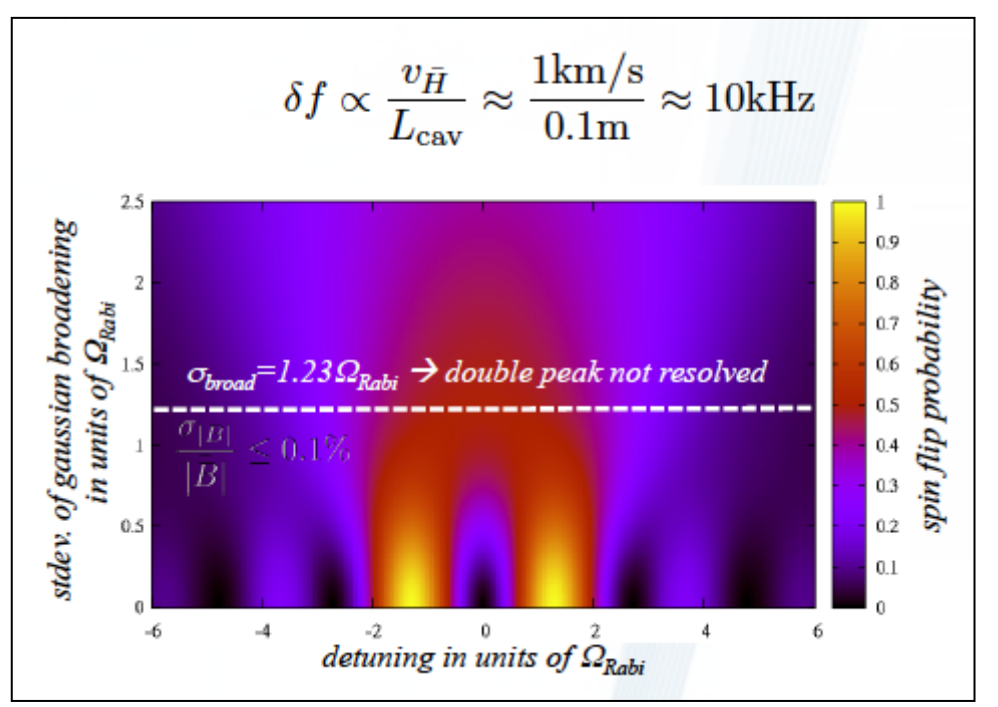 δf ∝ v_H̄ / L_cav ≈ 1km/s / 0.1m ≈ 10kHz
stdev. of gaussian broadening
in units of Ω_Rabi
2.5
2
1.5
1
0.5
0
σ_broad=1.23Ω_Rabi → double peak not resolved
σ_|B| / |B| ≤ 0.1%
-6 -4 -2 0 2 4 6
detuning in units of Ω_Rabi
1
0.9
0.8
0.7
0.6
0.5
0.4
0.3
0.2
0.1
0
spin flip probability